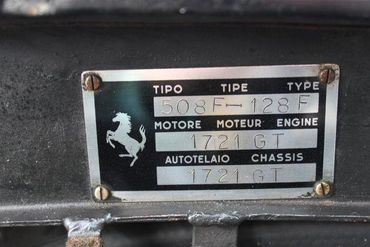 TIPO TIPE TYPE
508F-128F
MOTORE MOTEUR ENGINE
1721 GT
AUTOTELAIO CHASSIS
1721 GT